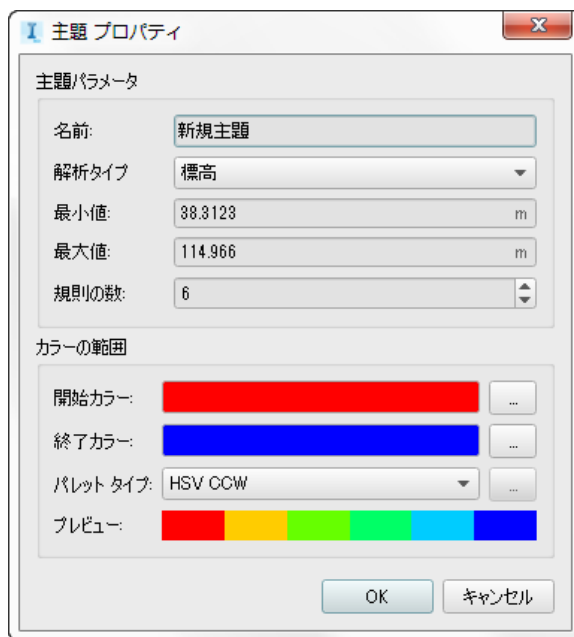 主題 プロパティ
主題パラメータ
名前: 新規主題
解析タイプ 標高
最小値: 38.3123 m
最大値: 114.966 m
規則の数: 6
カラーの範囲
開始カラー: ...
終了カラー: ...
パレット タイプ: HSV CCW ...
プレビュー:
OK キャンセル